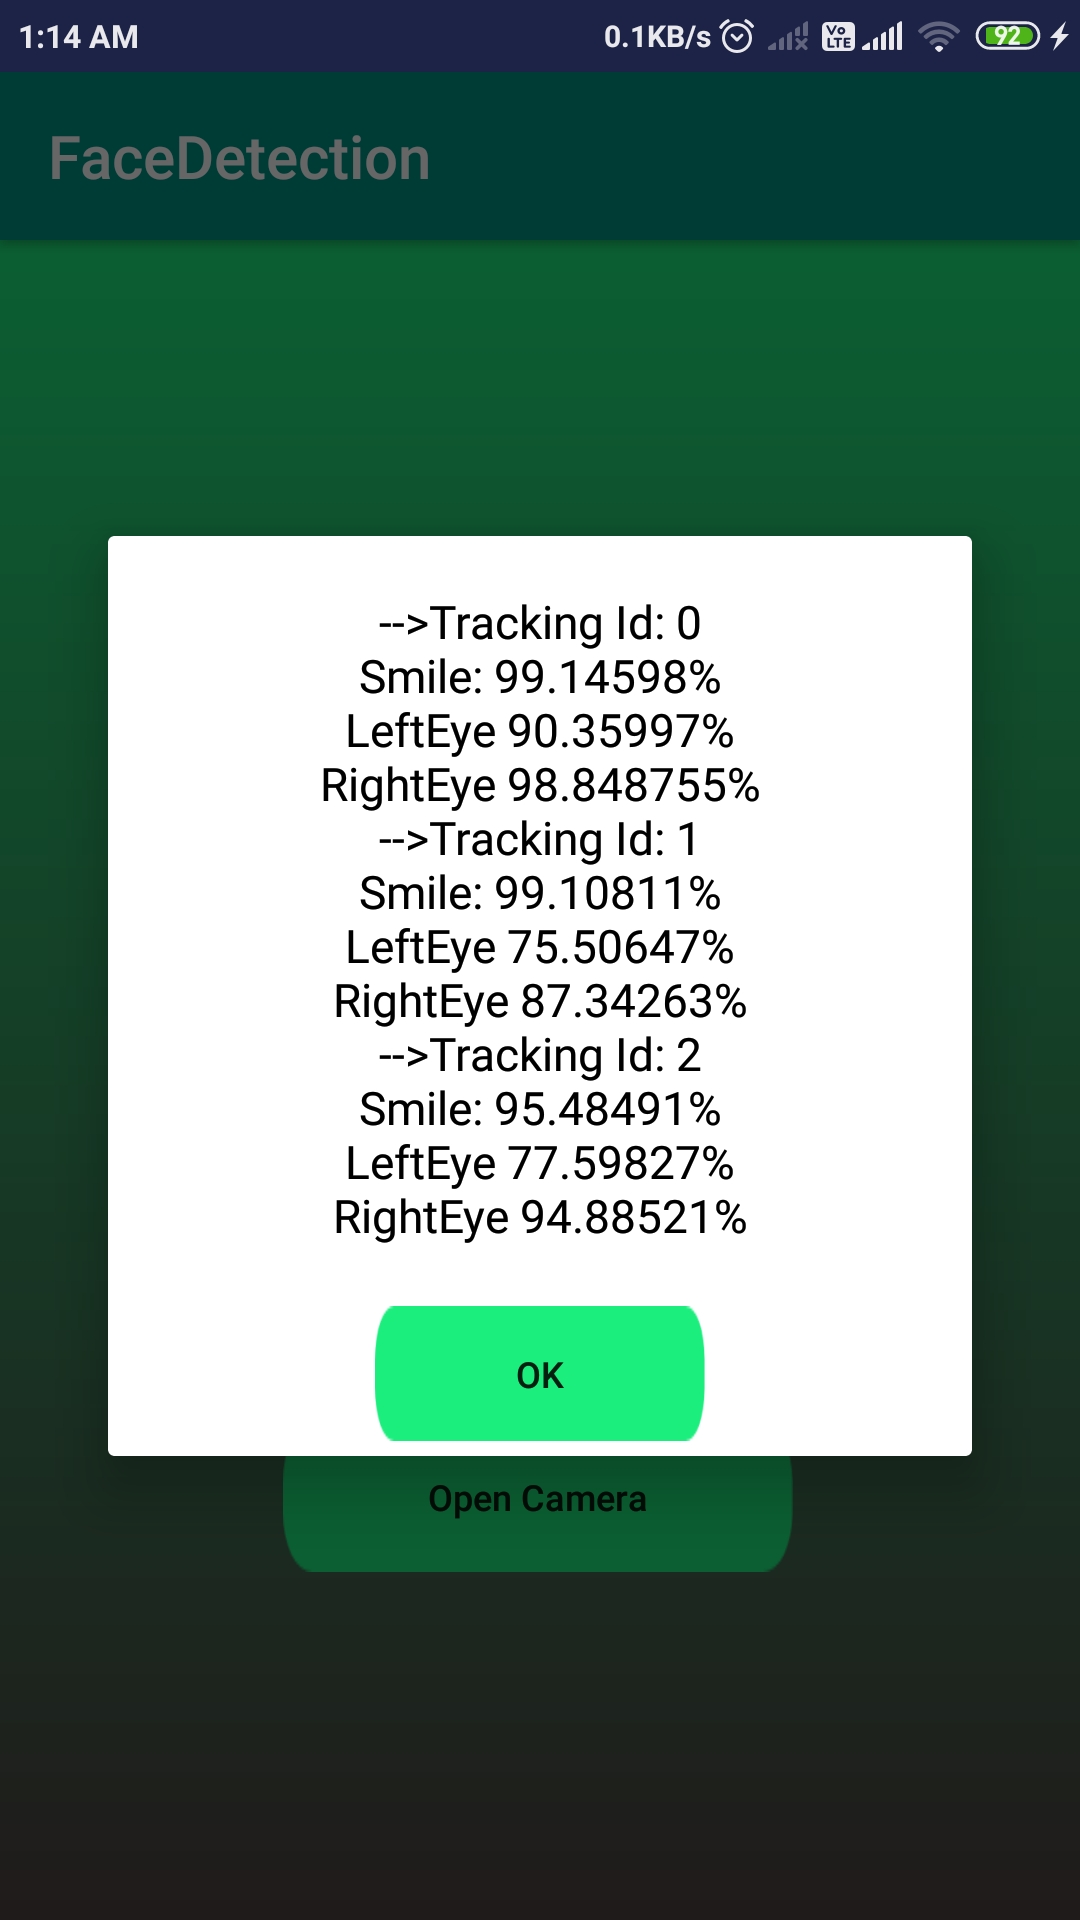 1:14 AM
0.1KB/s
Vo LTE
92
FaceDetection
-->Tracking Id: 0
Smile: 99.14598%
LeftEye 90.35997%
RightEye 98.848755%
-->Tracking Id: 1
Smile: 99.10811%
LeftEye 75.50647%
RightEye 87.34263%
-->Tracking Id: 2
Smile: 95.48491%
LeftEye 77.59827%
RightEye 94.88521%
OK
Open Camera